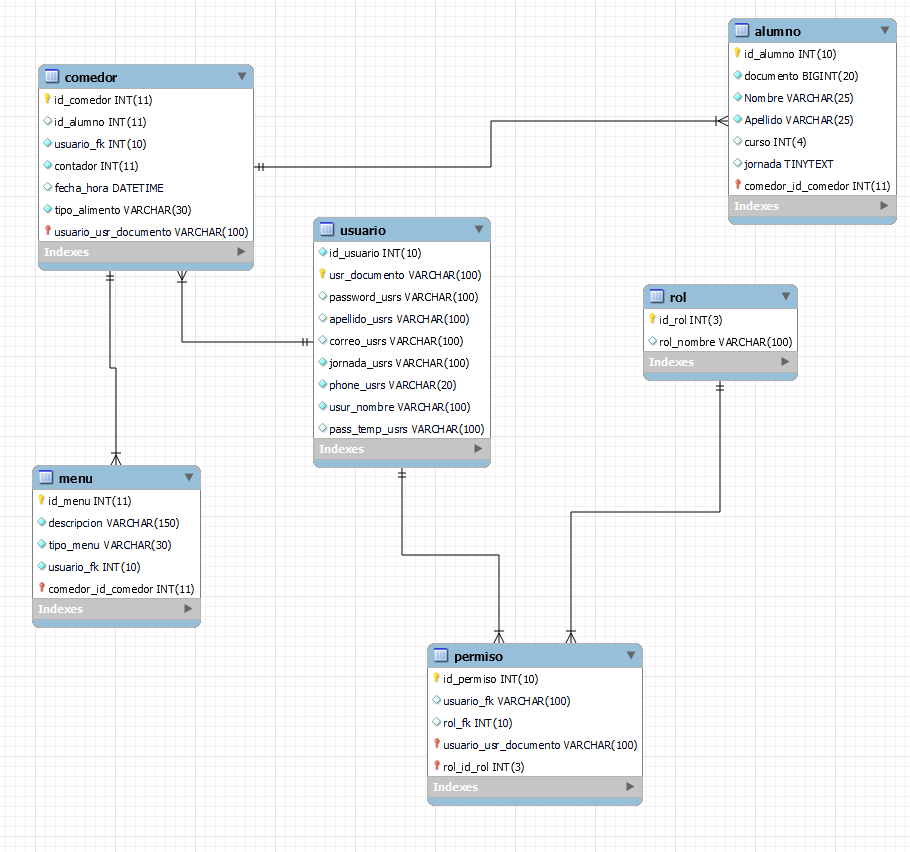 alumno
id_alumno INT(10)
documento BIGINT(20)
Nombre VARCHAR(25)
Apellido VARCHAR(25)
curso INT(4)
jornada TINYTEXT
comedor_id_comedor INT(11)
Indexes
comedor
id_comedor INT(11)
id_alumno INT(11)
usuario_fk INT(10)
contador INT(11)
fecha_hora DATETIME
tipo_alimento VARCHAR(30)
usuario_usr_documento VARCHAR(100)
Indexes
usuario
id_usuario INT(10)
usr_documento VARCHAR(100)
password_usrs VARCHAR(100)
apellido_usrs VARCHAR(100)
correo_usrs VARCHAR(100)
jornada_usrs VARCHAR(100)
phone_usrs VARCHAR(20)
usur_nombre VARCHAR(100)
pass_temp_usrs VARCHAR(100)
Indexes
rol
id_rol INT(3)
rol_nombre VARCHAR(100)
Indexes
menu
id_menu INT(11)
descripcion VARCHAR(150)
tipo_menu VARCHAR(30)
usuario_fk INT(10)
comedor_id_comedor INT(11)
Indexes
permiso
id_permiso INT(10)
usuario_fk VARCHAR(100)
rol_fk INT(10)
usuario_usr_documento VARCHAR(100)
rol_id_rol INT(3)
Indexes